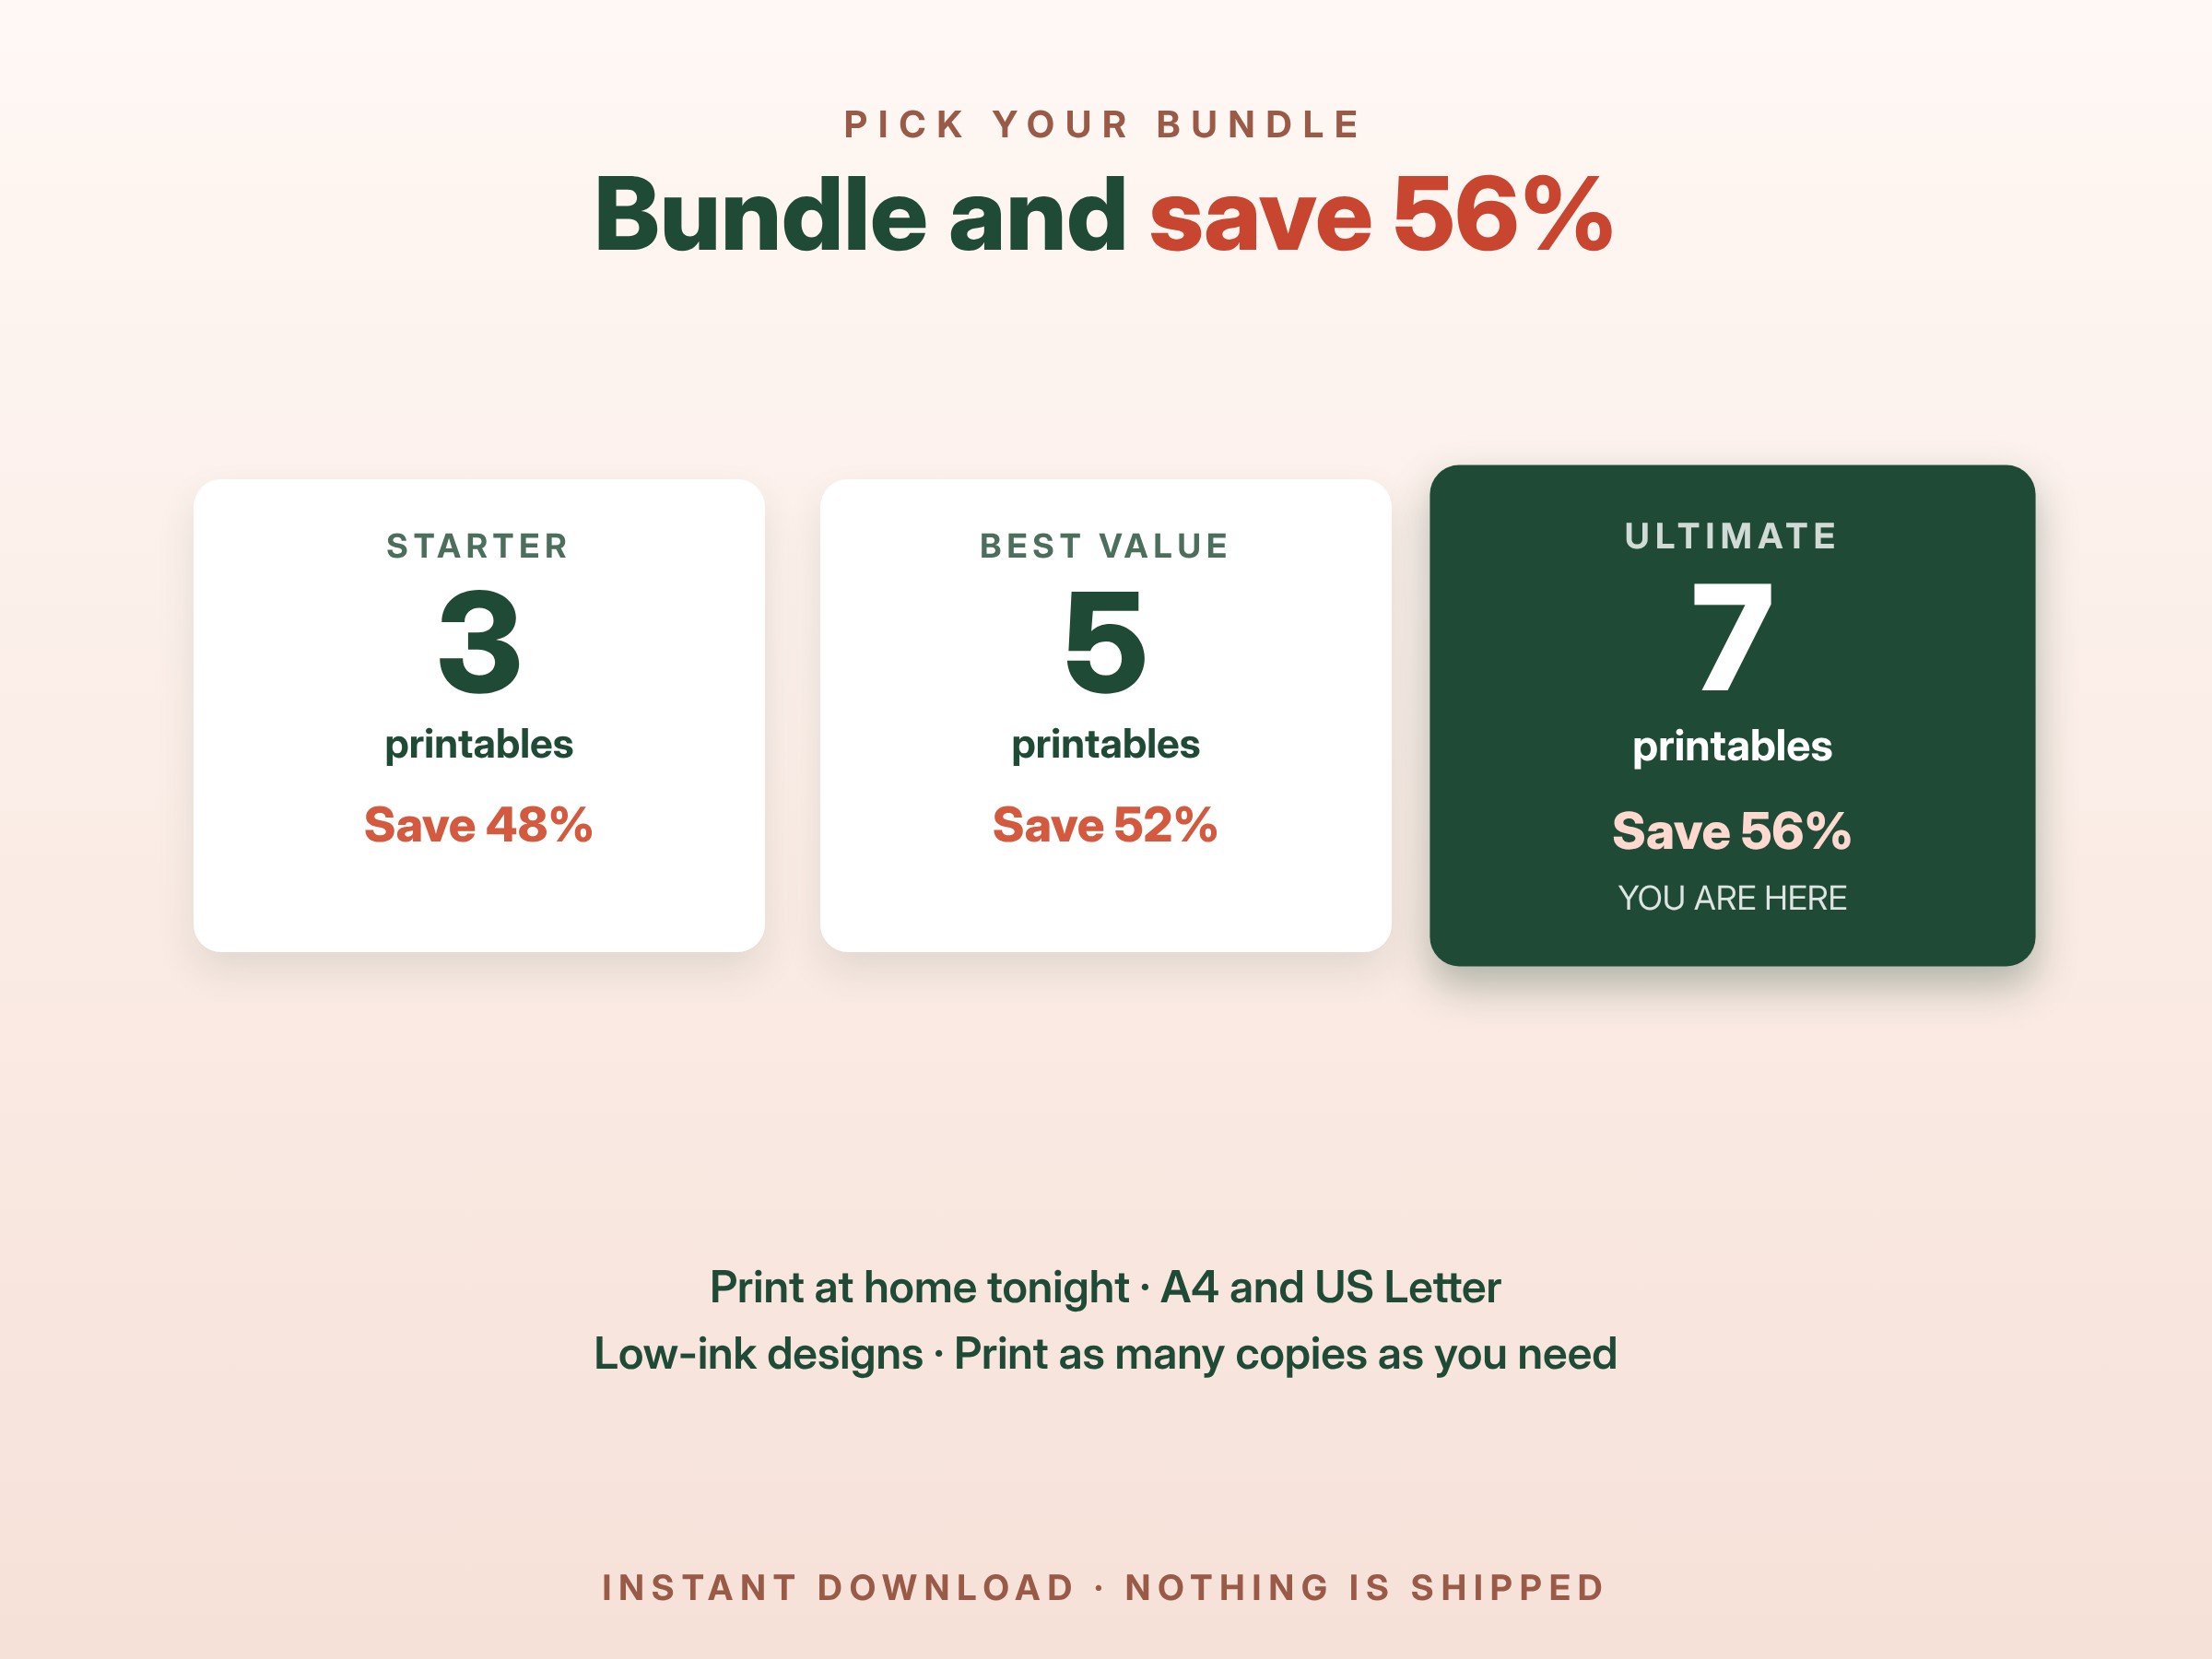 PICK YOUR BUNDLE
Bundle and save 56%
STARTER
3
printables
Save 48%
BEST VALUE
5
printables
Save 52%
ULTIMATE
7
printables
Save 56%
YOU ARE HERE
Print at home tonight · A4 and US Letter
Low-ink designs · Print as many copies as you need
INSTANT DOWNLOAD · NOTHING IS SHIPPED